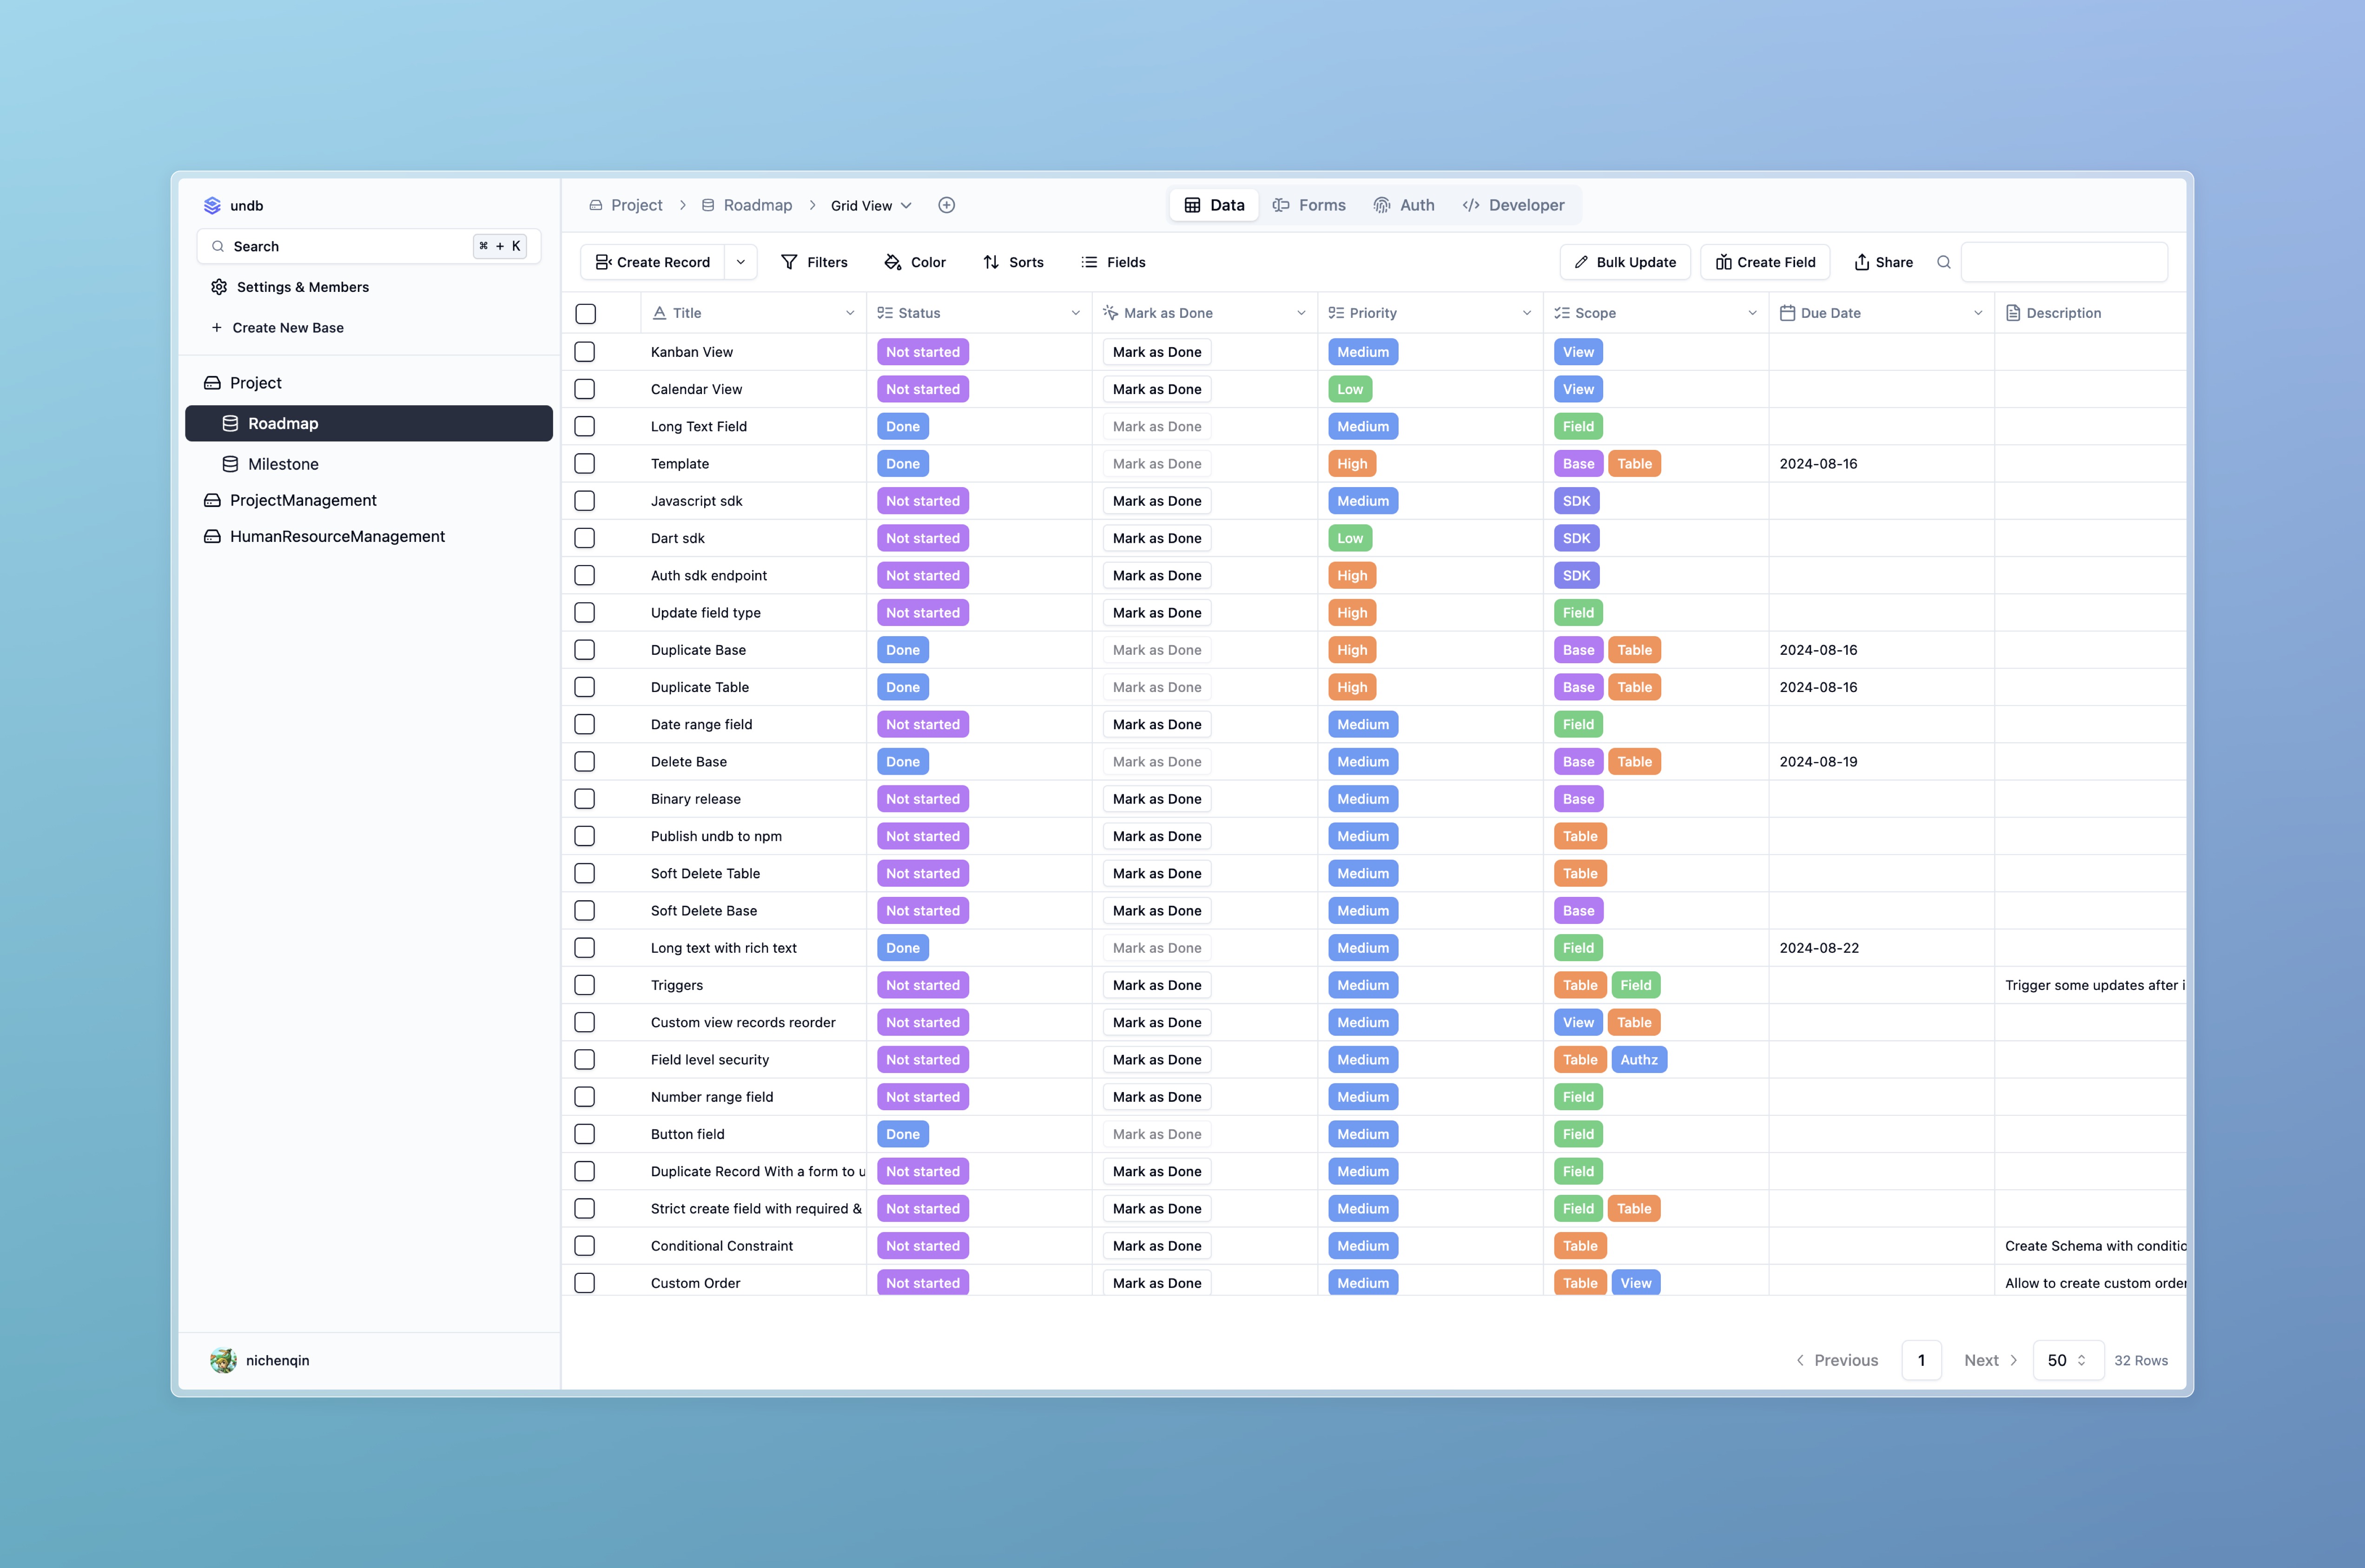 undb
Search ⌘ + K
Settings & Members
+ Create New Base
Project
Roadmap
Milestone
ProjectManagement
HumanResourceManagement
nichenqin
Project > Roadmap > Grid View
Data Forms Auth Developer
Create Record Filters Color Sorts Fields Bulk Update Create Field Share
Title Status Mark as Done Priority Scope Due Date Description
Kanban View Not started Mark as Done Medium View
Calendar View Not started Mark as Done Low View
Long Text Field Done Mark as Done Medium Field
Template Done Mark as Done High Base Table 2024-08-16
Javascript sdk Not started Mark as Done Medium SDK
Dart sdk Not started Mark as Done Low SDK
Auth sdk endpoint Not started Mark as Done High SDK
Update field type Not started Mark as Done High Field
Duplicate Base Done Mark as Done High Base Table 2024-08-16
Duplicate Table Done Mark as Done High Base Table 2024-08-16
Date range field Not started Mark as Done Medium Field
Delete Base Done Mark as Done Medium Base Table 2024-08-19
Binary release Not started Mark as Done Medium Base
Publish undb to npm Not started Mark as Done Medium Table
Soft Delete Table Not started Mark as Done Medium Table
Soft Delete Base Not started Mark as Done Medium Base
Long text with rich text Done Mark as Done Medium Field 2024-08-22
Triggers Not started Mark as Done Medium Table Field Trigger some updates after i
Custom view records reorder Not started Mark as Done Medium View Table
Field level security Not started Mark as Done Medium Table Authz
Number range field Not started Mark as Done Medium Field
Button field Done Mark as Done Medium Field
Duplicate Record With a form to u Not started Mark as Done Medium Field
Strict create field with required & Not started Mark as Done Medium Field Table
Conditional Constraint Not started Mark as Done Medium Table Create Schema with conditio
Custom Order Not started Mark as Done Medium Table View Allow to create custom order
Previous 1 Next 50 32 Rows